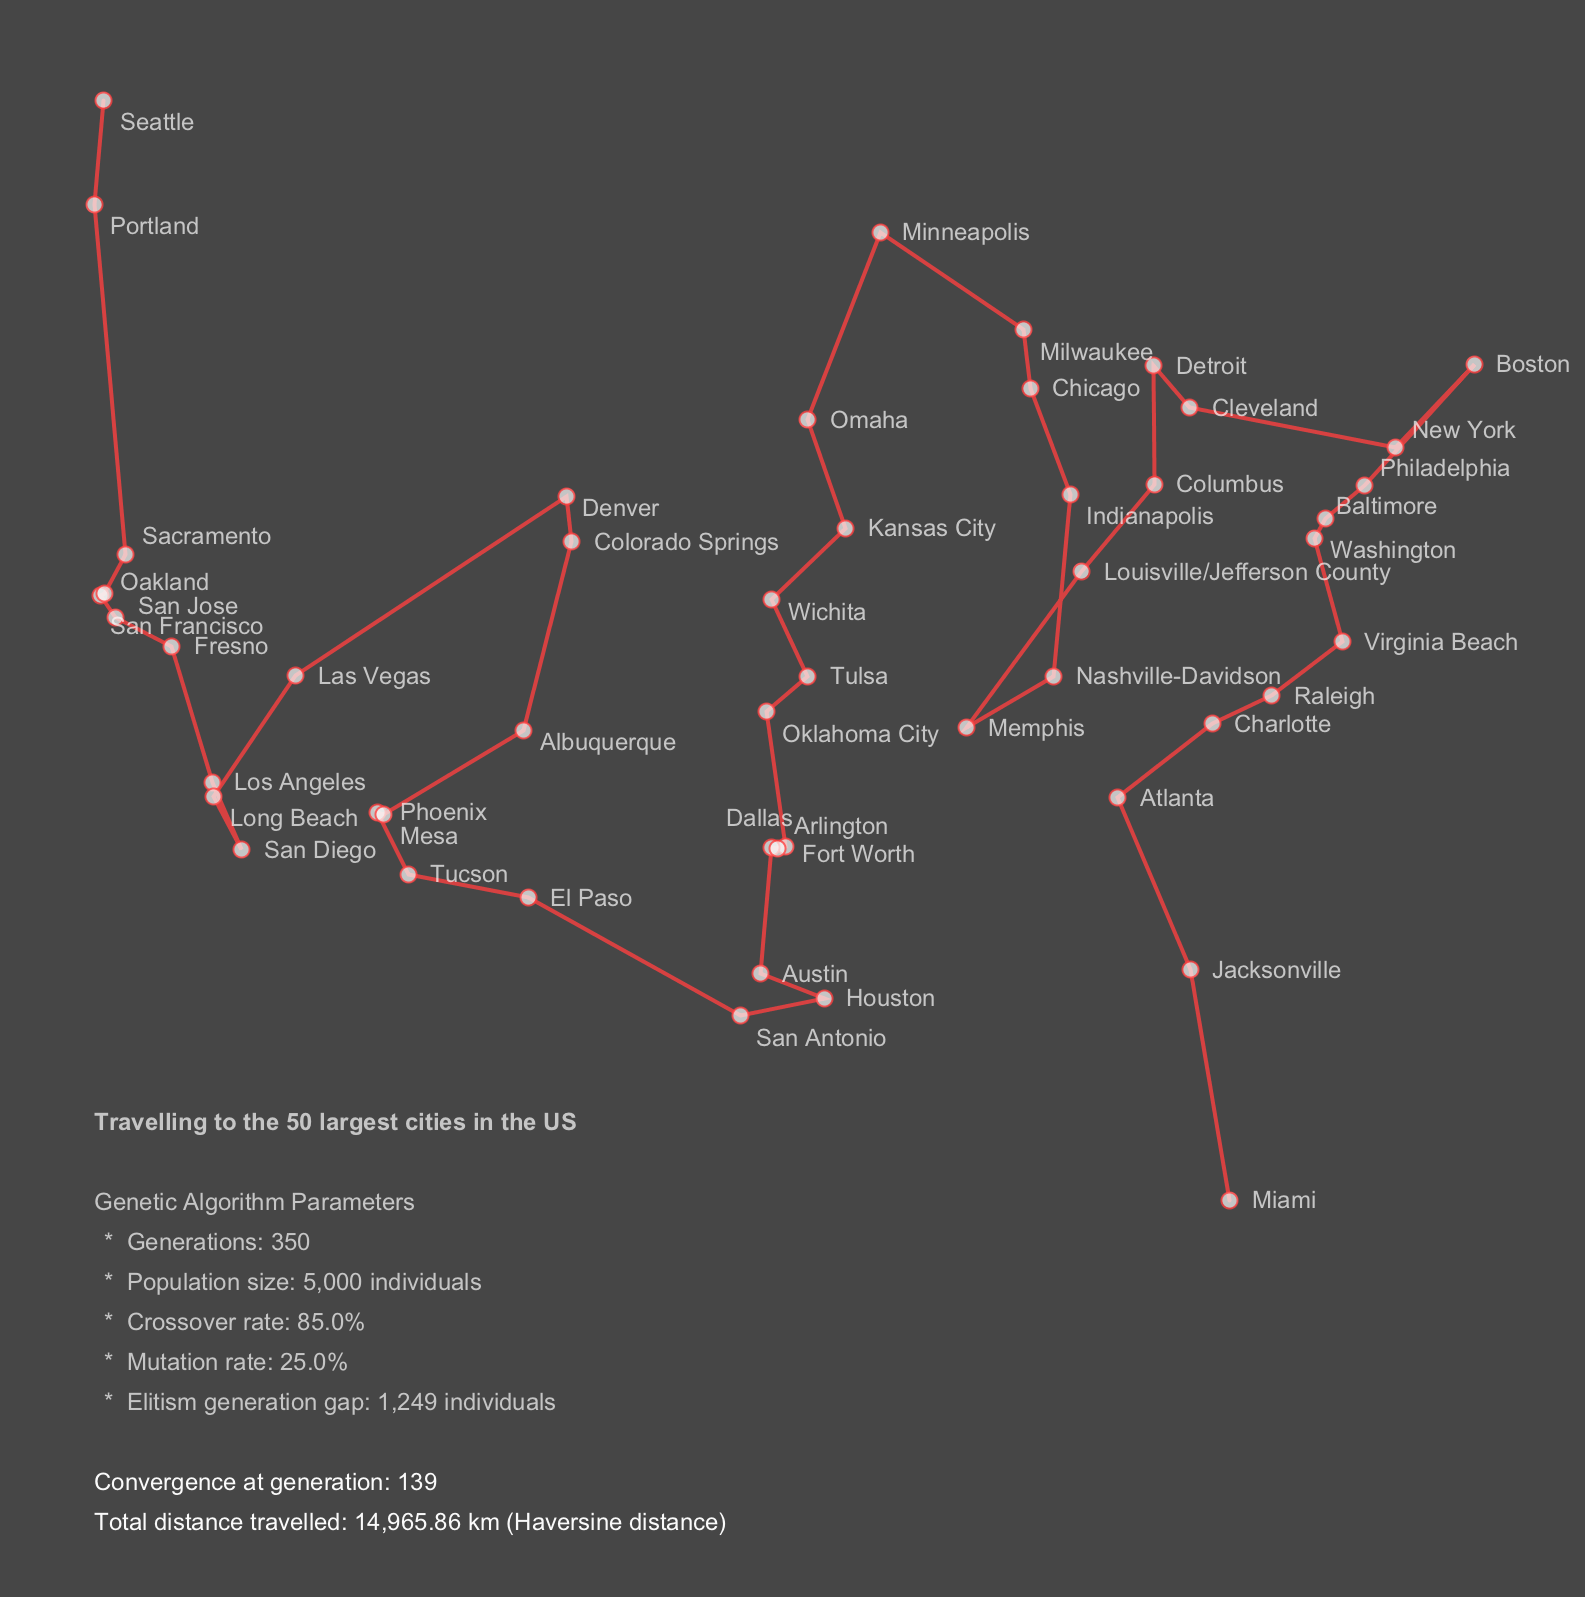 Seattle
Portland
Minneapolis
Milwaukee
Detroit
Boston
Chicago
Cleveland
Omaha
New York
Philadelphia
Columbus
Denver
Baltimore
Indianapolis
Kansas City
Sacramento
Colorado Springs
Washington
Louisville/Jefferson County
Oakland
San Jose
Wichita
San Francisco
Fresno
Virginia Beach
Las Vegas
Tulsa
Nashville-Davidson
Raleigh
Charlotte
Memphis
Oklahoma City
Albuquerque
Los Angeles
Atlanta
Phoenix
Long Beach
Dallas
Arlington
Mesa
San Diego
Fort Worth
Tucson
El Paso
Jacksonville
Austin
Houston
San Antonio
Travelling to the 50 largest cities in the US
Miami
Genetic Algorithm Parameters
* Generations: 350
* Population size: 5,000 individuals
* Crossover rate: 85.0%
* Mutation rate: 25.0%
* Elitism generation gap: 1,249 individuals
Convergence at generation: 139
Total distance travelled: 14,965.86 km (Haversine distance)